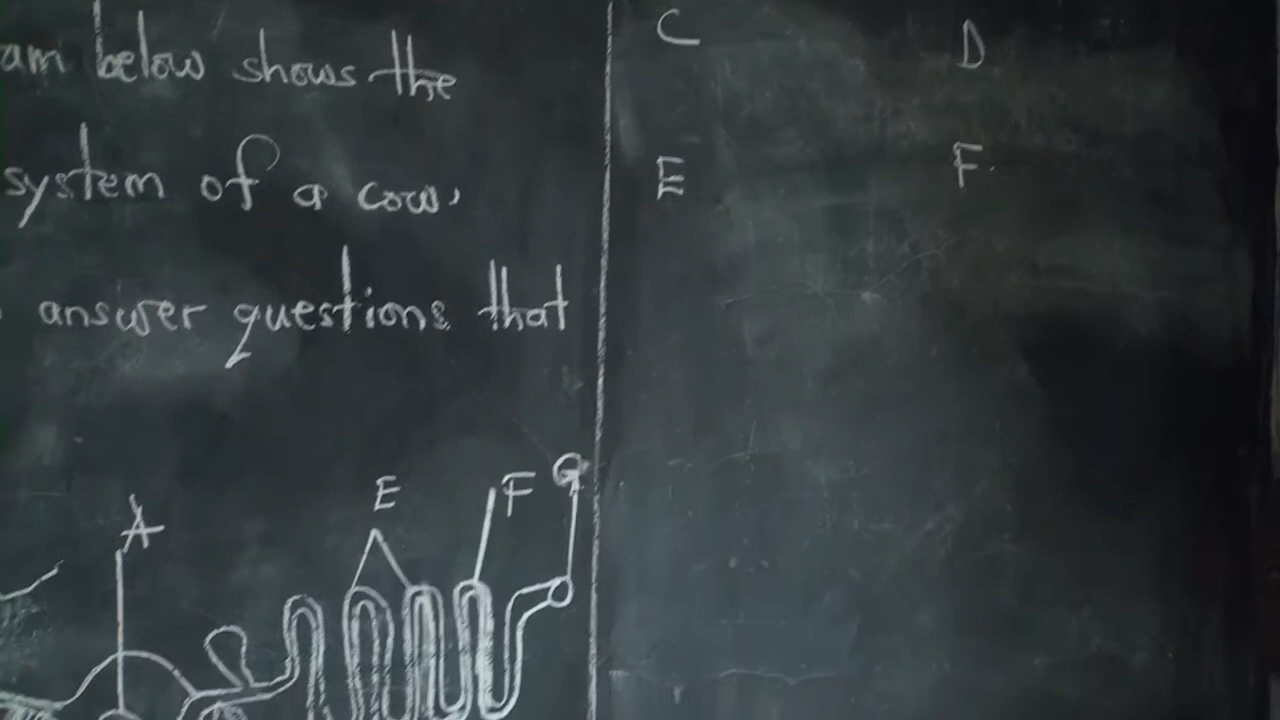 am below shows the
system of a cow,
answer questions that
A
E
F
G
C D
E F.